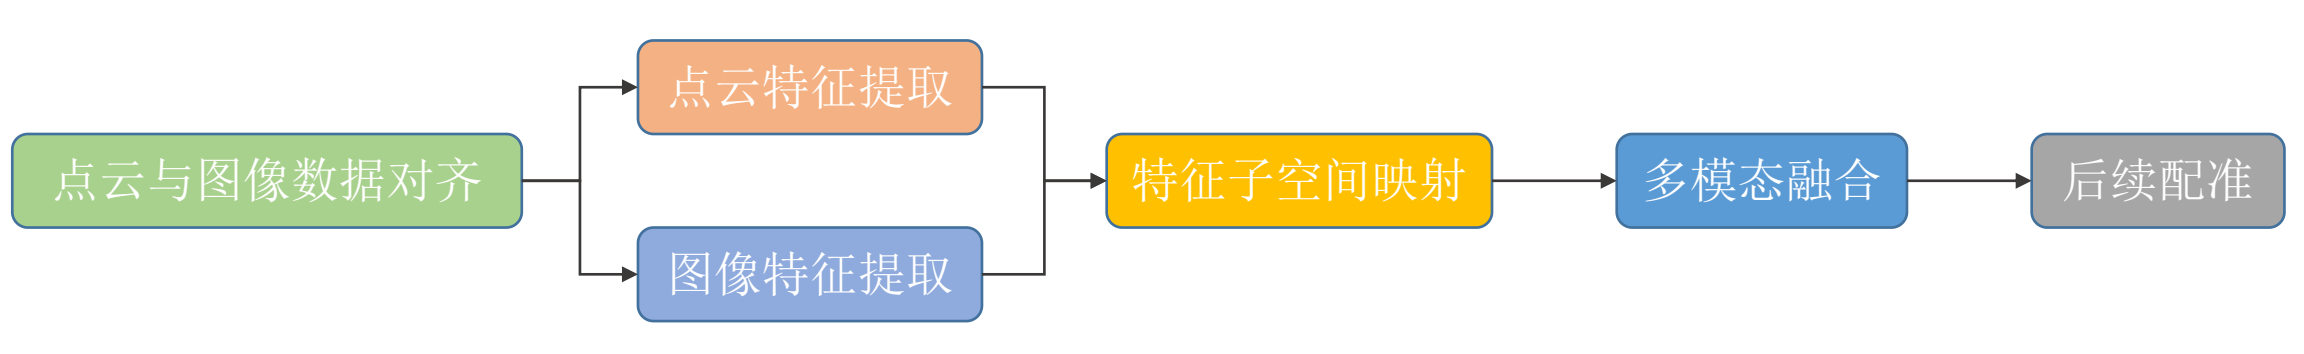 点云与图像数据对齐
点云特征提取
图像特征提取
特征子空间映射
多模态融合
后续配准